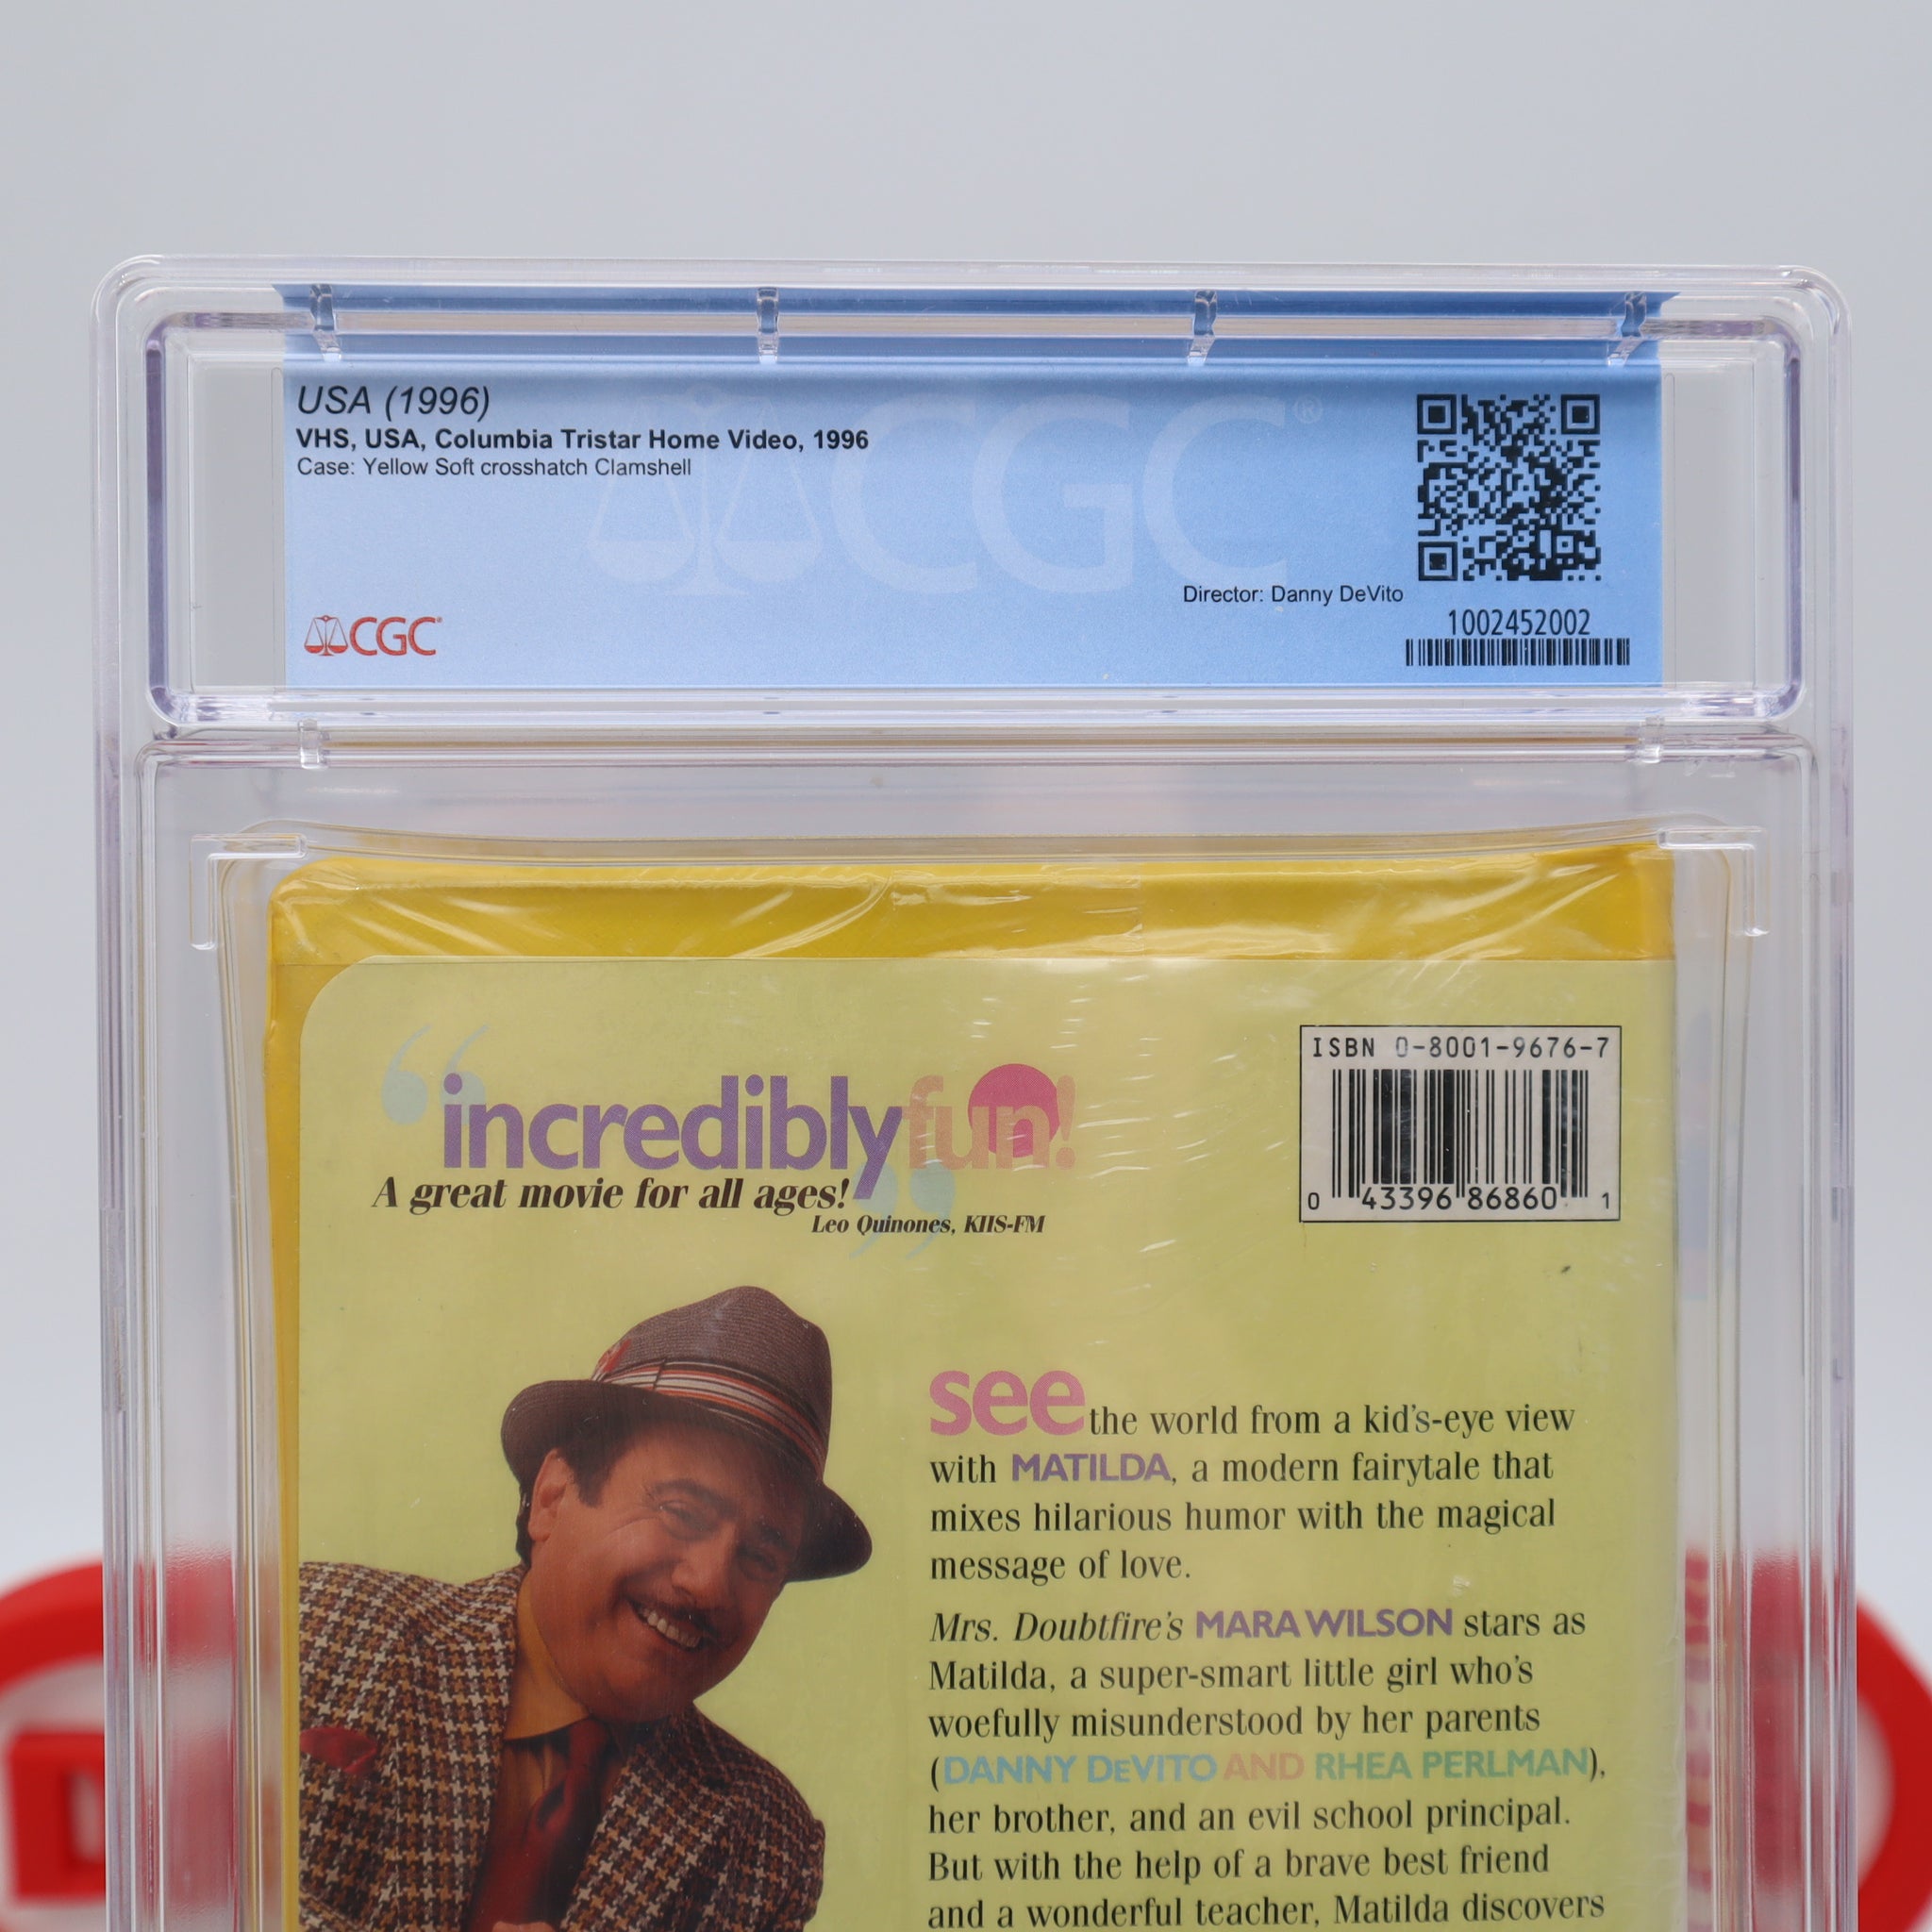 USA (1996)
VHS, USA, Columbia Tristar Home Video, 1996
Case: Yellow Soft crosshatch Clamshell
CGC®
Director: Danny DeVito
1002452002
CGC
ISBN 0-8001-9676-7
0 43396 86860 1
“incrediblyfun!
A great movie for all ages!”
Leo Quinones, KIIS-FM
see the world from a kid's-eye view
with MATILDA, a modern fairytale that
mixes hilarious humor with the magical
message of love.
Mrs. Doubtfire's MARA WILSON stars as
Matilda, a super-smart little girl who's
woefully misunderstood by her parents
(DANNY DeVITO AND RHEA PERLMAN),
her brother, and an evil school principal.
But with the help of a brave best friend
and a wonderful teacher, Matilda discovers